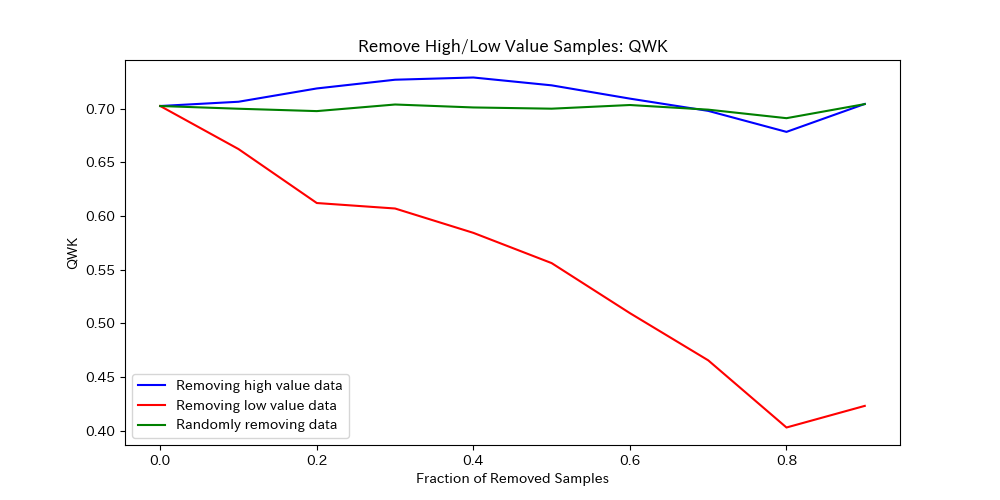 Remove High/Low Value Samples: QWK
QWK
0.70
0.65
0.60
0.55
0.50
0.45
0.40
Removing high value data
Removing low value data
Randomly removing data
0.0 0.2 0.4 0.6 0.8
Fraction of Removed Samples